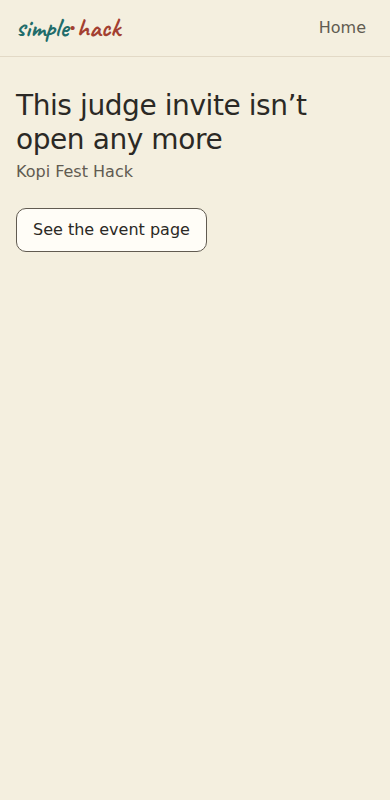 simple·hack
Home
This judge invite isn’t
open any more
Kopi Fest Hack
See the event page